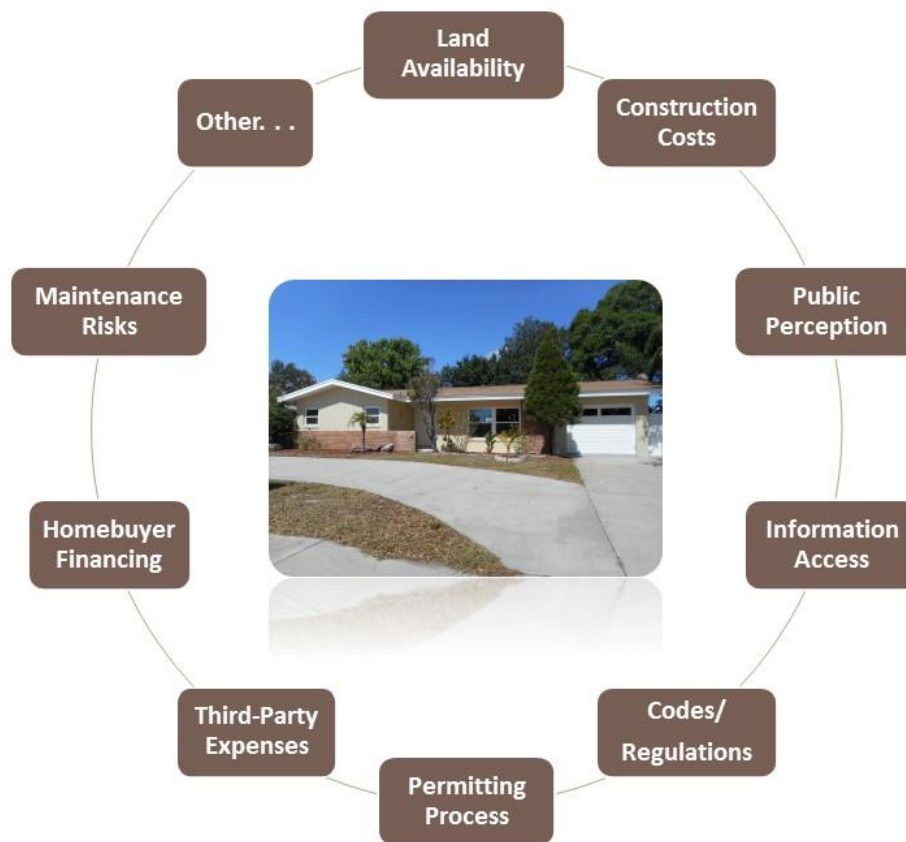 Land
Availability
Construction
Costs
Public
Perception
Information
Access
Codes/
Regulations
Permitting
Process
Third-Party
Expenses
Homebuyer
Financing
Maintenance
Risks
Other. . .